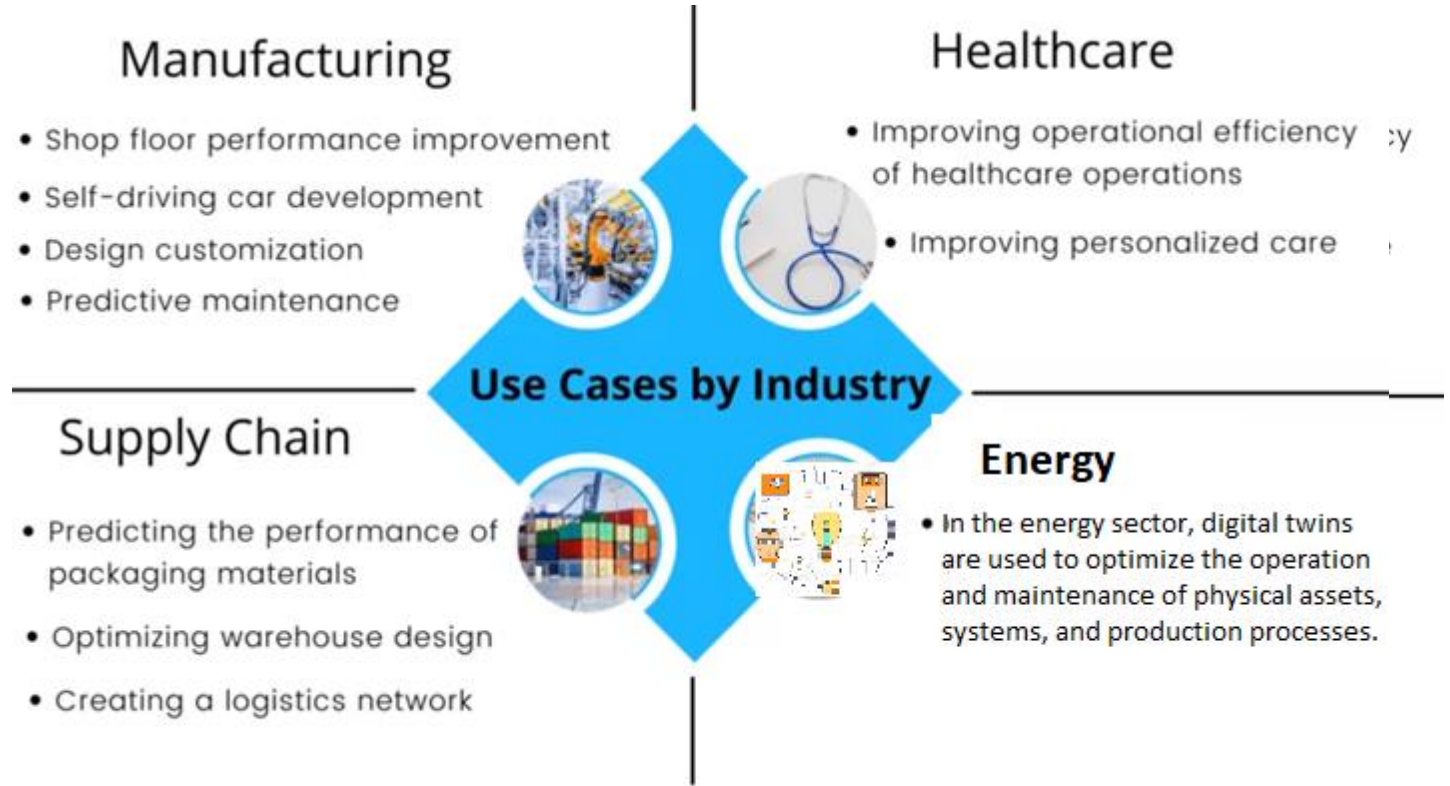 Manufacturing
• Shop floor performance improvement
• Self-driving car development
• Design customization
• Predictive maintenance
Healthcare
• Improving operational efficiency cy
of healthcare operations
• Improving personalized care
Use Cases by Industry
Supply Chain
• Predicting the performance of
packaging materials
• Optimizing warehouse design
• Creating a logistics network
Energy
• In the energy sector, digital twins
are used to optimize the operation
and maintenance of physical assets,
systems, and production processes.